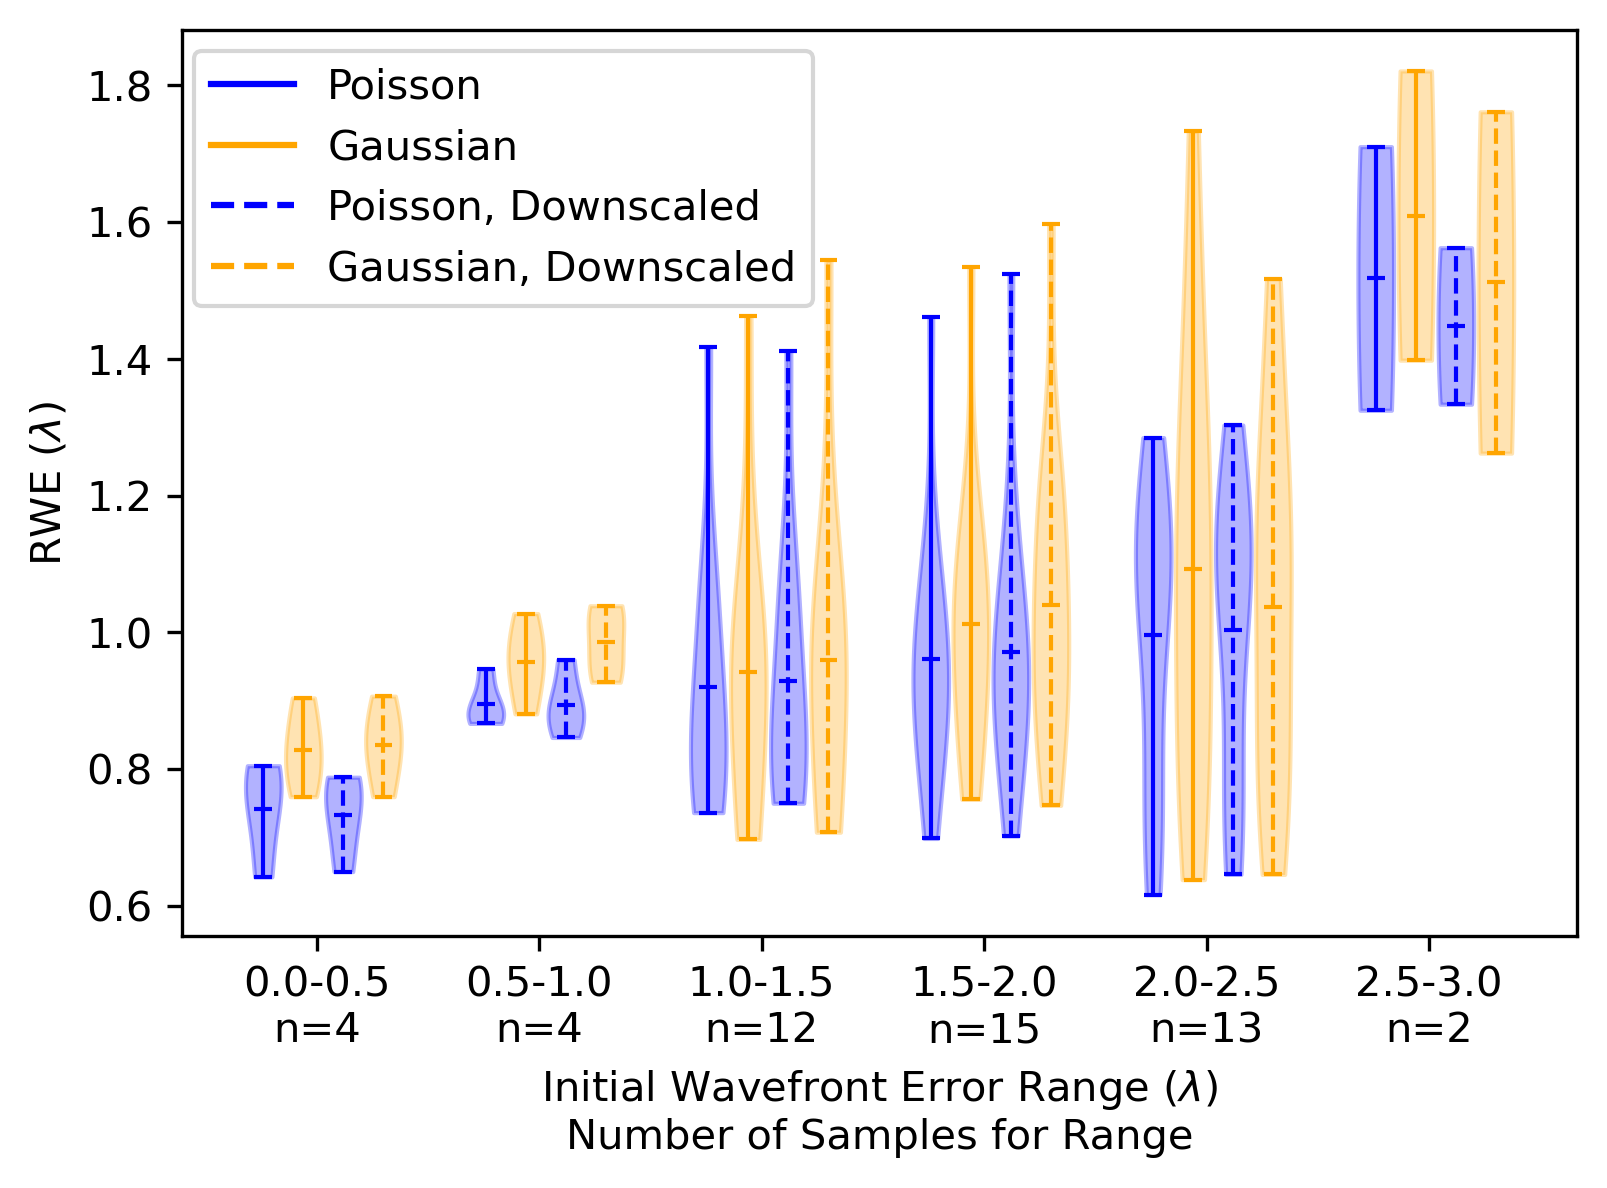 Poisson
Gaussian
Poisson, Downscaled
Gaussian, Downscaled
RWE (λ)
1.8
1.6
1.4
1.2
1.0
0.8
0.6
0.0-0.5 0.5-1.0 1.0-1.5 1.5-2.0 2.0-2.5 2.5-3.0
n=4 n=4 n=12 n=15 n=13 n=2
Initial Wavefront Error Range (λ)
Number of Samples for Range